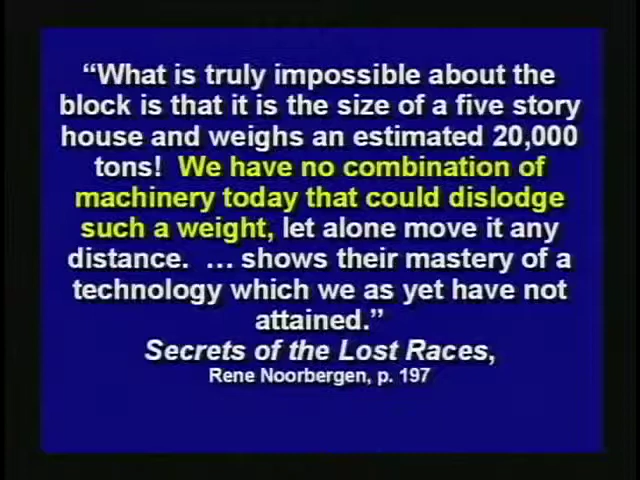 “What is truly impossible about the
block is that it is the size of a five story
house and weighs an estimated 20,000
tons!  We have no combination of
machinery today that could dislodge
such a weight, let alone move it any
distance.  … shows their mastery of a
technology which we as yet have not
attained.”
Secrets of the Lost Races,
Rene Noorbergen, p. 197